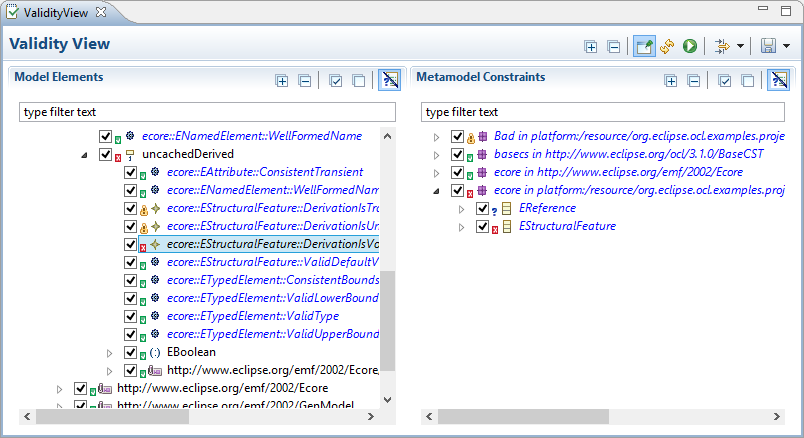 ValidityView
Validity View
Model Elements
type filter text
ecore::ENamedElement::WellFormedName
uncachedDerived
ecore::EAttribute::ConsistentTransient
ecore::ENamedElement::WellFormedNam
ecore::EStructuralFeature::DerivationIsTra
ecore::EStructuralFeature::DerivationIsUn
ecore::EStructuralFeature::DerivationIsVo
ecore::EStructuralFeature::ValidDefaultV
ecore::ETypedElement::ConsistentBounds
ecore::ETypedElement::ValidLowerBound
ecore::ETypedElement::ValidType
ecore::ETypedElement::ValidUpperBound
EBoolean
http://www.eclipse.org/emf/2002/Ecore
http://www.eclipse.org/emf/2002/Ecore
http://www.eclipse.org/emf/2002/GenModel
Metamodel Constraints
type filter text
Bad in platform:/resource/org.eclipse.ocl.examples.proje
basecs in http://www.eclipse.org/ocl/3.1.0/BaseCST
ecore in http://www.eclipse.org/emf/2002/Ecore
ecore in platform:/resource/org.eclipse.ocl.examples.proj
EReference
EStructuralFeature